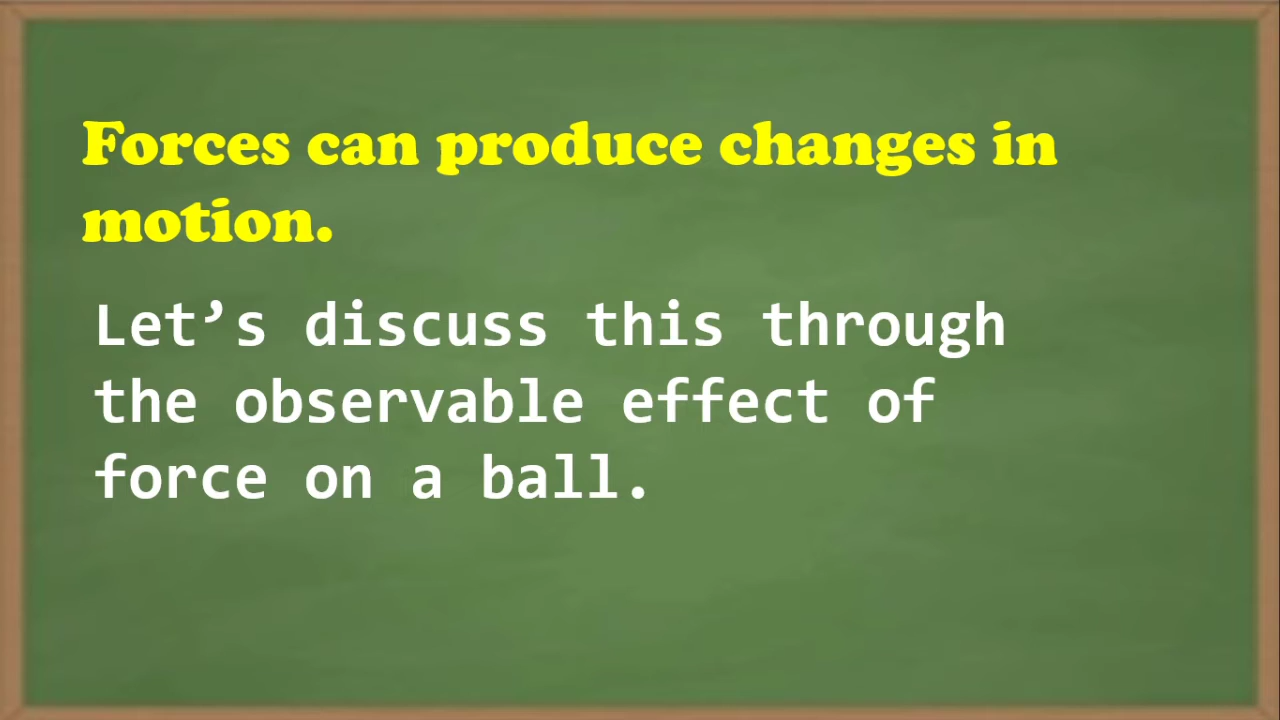 Forces can produce changes in
motion.
Let’s discuss this through
the observable effect of
force on a ball.